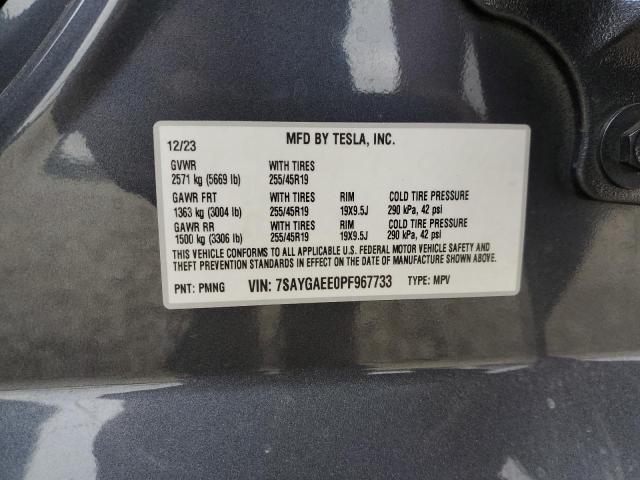 12/23 MFD BY TESLA, INC.
GVWR WITH TIRES
2571 kg (5669 lb) 255/45R19
GAWR FRT WITH TIRES RIM COLD TIRE PRESSURE
1363 kg (3004 lb) 255/45R19 19X9.5J 290 kPa, 42 psi
GAWR RR WITH TIRES RIM COLD TIRE PRESSURE
1500 kg (3306 lb) 255/45R19 19X9.5J 290 kPa, 42 psi
THIS VEHICLE CONFORMS TO ALL APPLICABLE U.S. FEDERAL MOTOR VEHICLE SAFETY AND
THEFT PREVENTION STANDARDS IN EFFECT ON THE DATE OF MANUFACTURE SHOWN ABOVE.
PNT: PMNG VIN: 7SAYGAEE0PF967733 TYPE: MPV